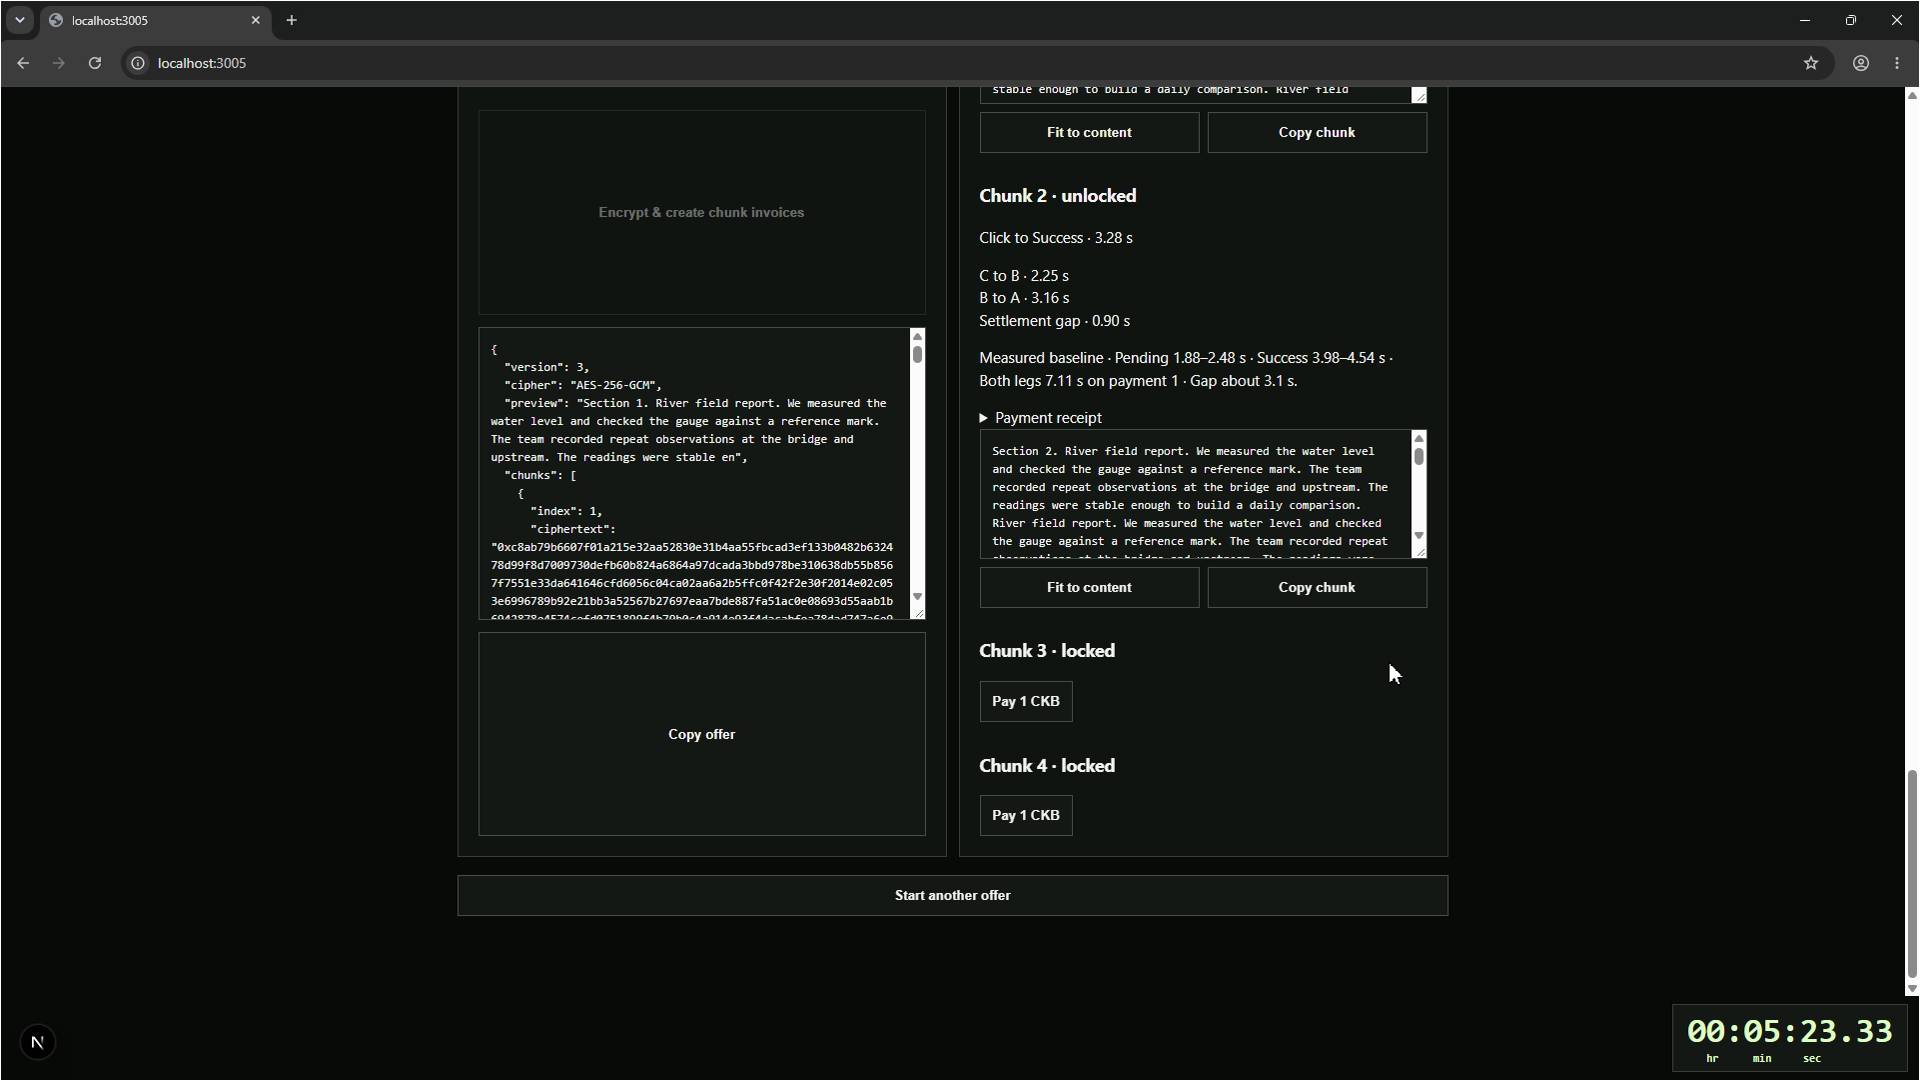 localhost:3005
localhost:3005
Encrypt & create chunk invoices
{
"version": 3,
"cipher": "AES-256-GCM",
"preview": "Section 1. River field report. We measured the
water level and checked the gauge against a reference mark.
The team recorded repeat observations at the bridge and
upstream. The readings were stable en",
"chunks": [
{
"index": 1,
"ciphertext":
"0xc8ab79b6607f01a215e32aa52830e31b4aa55fbcad3ef133b0482b6324
78d99f8d7009730defb60b824a6864a97dcada3bbd978be310638db55b856
7f7551e33da641646cfd6056c04ca02aa6a2b5ffc0f42f2e30f2014e02c05
3e6996789b92e21bb3a52567b27697eaa7bde887fa51ac0e08693d55aab1b
Copy offer
stable enough to build a daily comparison. River field
Fit to content
Copy chunk
Chunk 2 · unlocked
Click to Success · 3.28 s
C to B · 2.25 s
B to A · 3.16 s
Settlement gap · 0.90 s
Measured baseline · Pending 1.88–2.48 s · Success 3.98–4.54 s ·
Both legs 7.11 s on payment 1 · Gap about 3.1 s.
▶ Payment receipt
Section 2. River field report. We measured the water level
and checked the gauge against a reference mark. The team
recorded repeat observations at the bridge and upstream. The
readings were stable enough to build a daily comparison.
River field report. We measured the water level and checked
the gauge against a reference mark. The team recorded repeat
Fit to content
Copy chunk
Chunk 3 · locked
Pay 1 CKB
Chunk 4 · locked
Pay 1 CKB
Start another offer
N
00:05:23.33
hr min sec